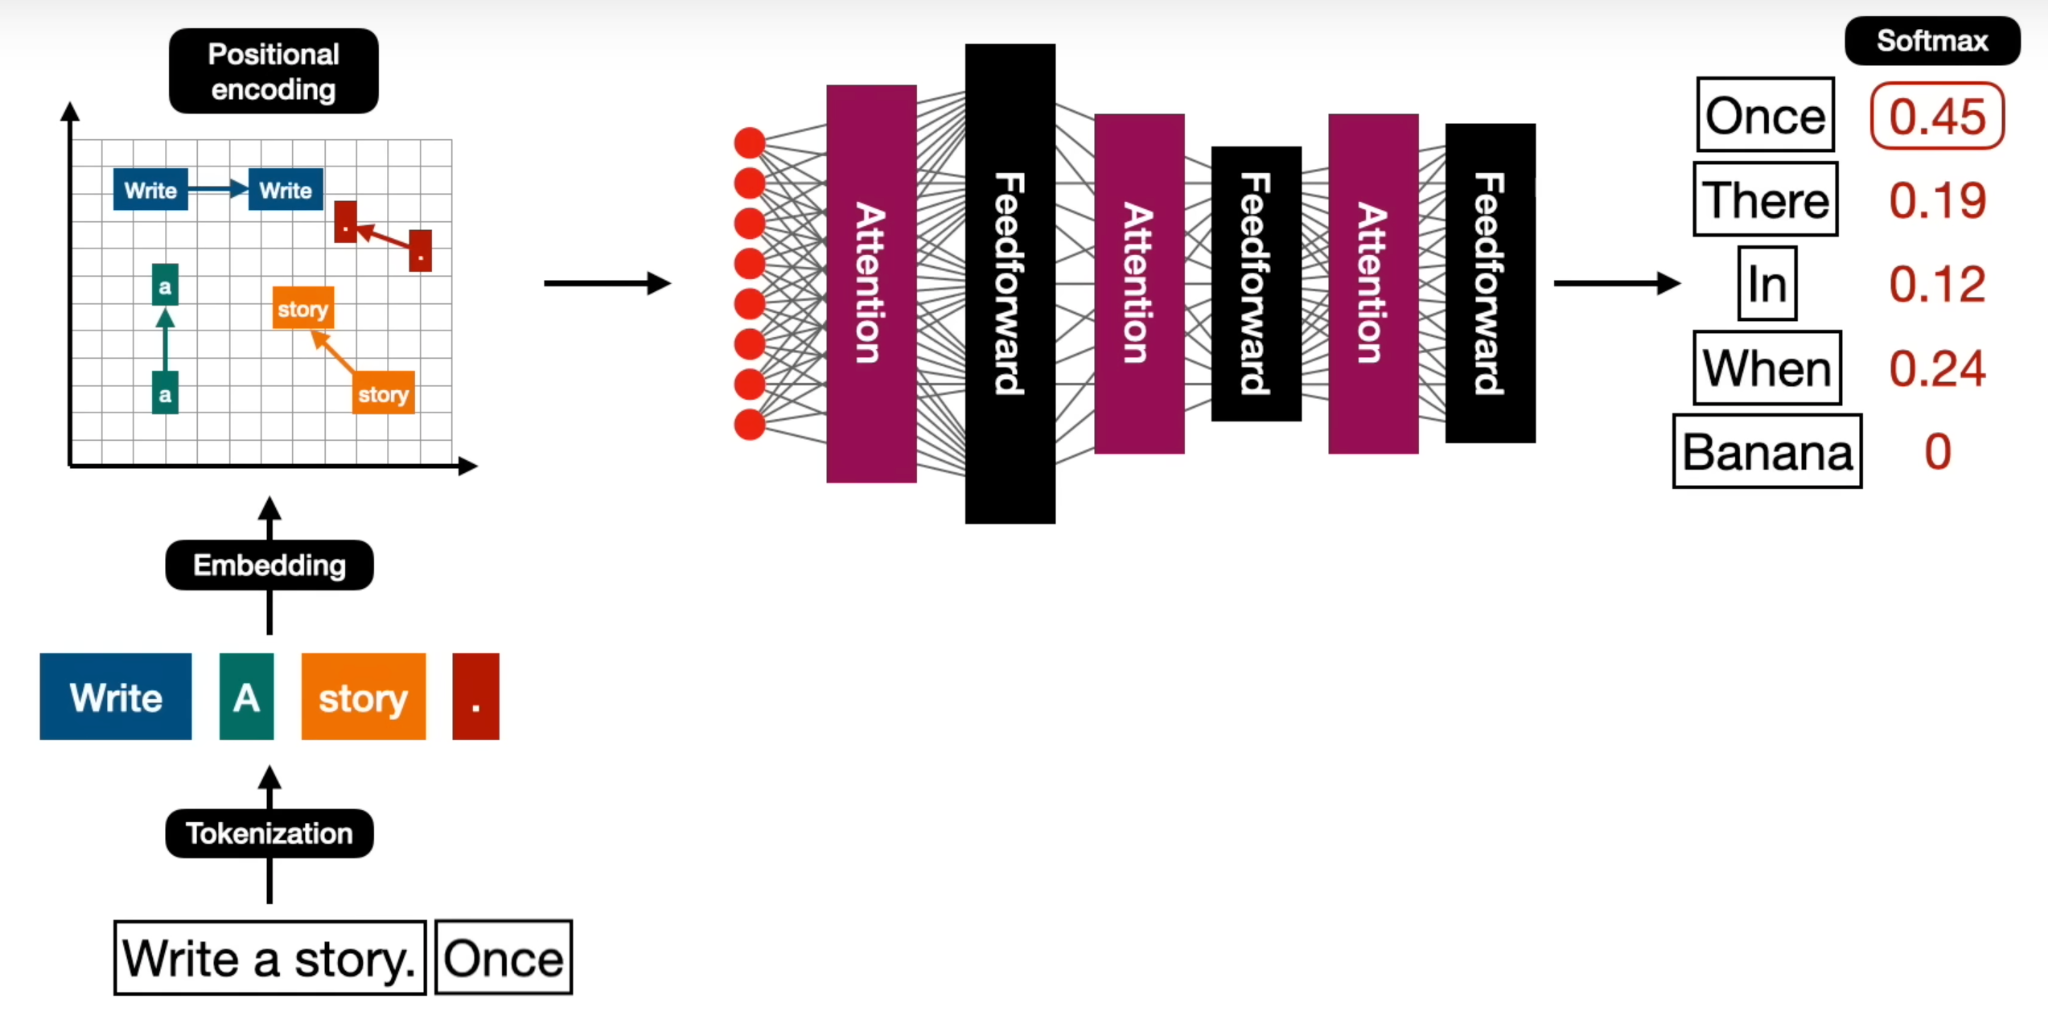 Positional
encoding
Write
Write
.
.
a
story
a
story
Embedding
Write A story .
Tokenization
Write a story. Once
Attention
Feedforward
Attention
Feedforward
Attention
Feedforward
Softmax
Once 0.45
There 0.19
In 0.12
When 0.24
Banana 0